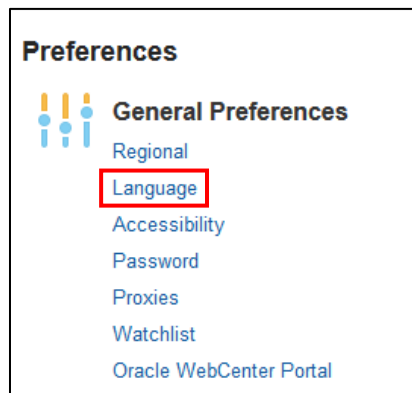 Preferences
General Preferences
Regional
Language
Accessibility
Password
Proxies
Watchlist
Oracle WebCenter Portal